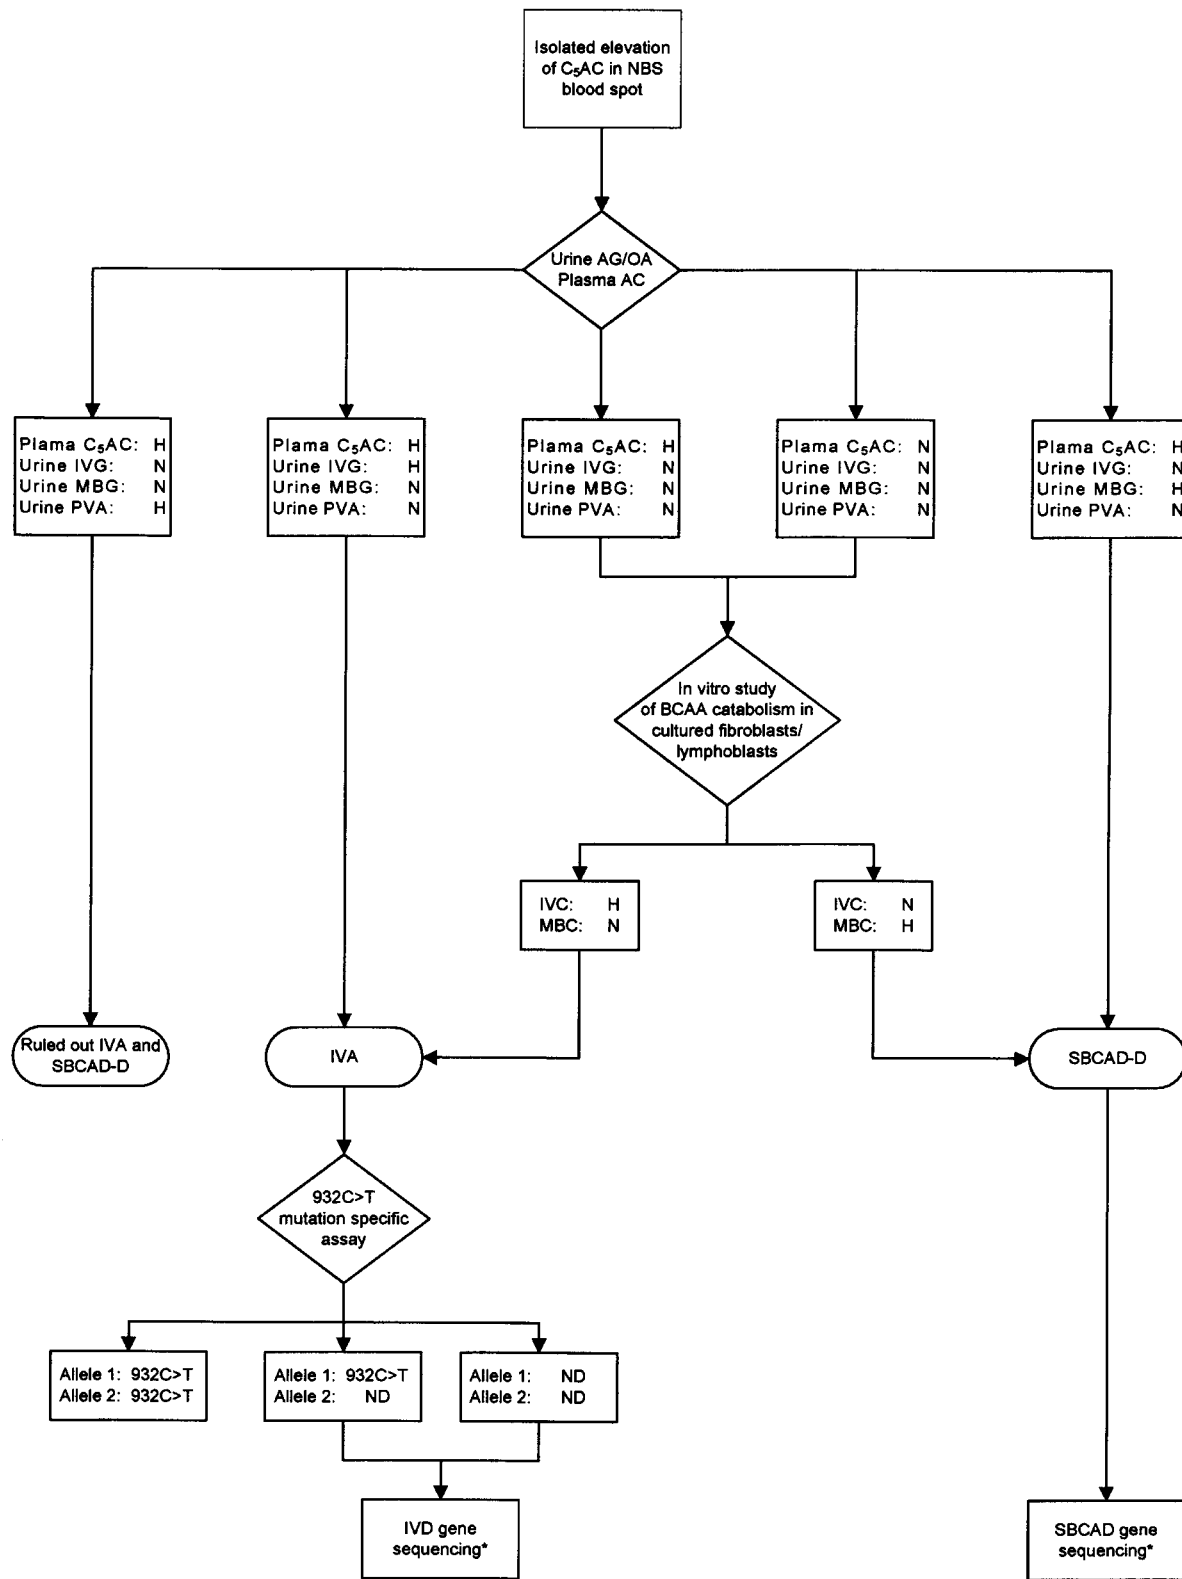 Isolated elevation
of C₅AC in NBS
blood spot
Urine AG/OA
Plasma AC
Plama C₅AC: H
Urine IVG: N
Urine MBG: N
Urine PVA: H
Plama C₅AC: H
Urine IVG: H
Urine MBG: N
Urine PVA: N
Plama C₅AC: H
Urine IVG: N
Urine MBG: N
Urine PVA: N
Plama C₅AC: N
Urine IVG: N
Urine MBG: N
Urine PVA: N
Plama C₅AC: H
Urine IVG: N
Urine MBG: H
Urine PVA: N
In vitro study
of BCAA catabolism in
cultured fibroblasts/
lymphoblasts
IVC: H
MBC: N
IVC: N
MBC: H
Ruled out IVA and
SBCAD-D
IVA
SBCAD-D
932C>T
mutation specific
assay
Allele 1: 932C>T
Allele 2: 932C>T
Allele 1: 932C>T
Allele 2: ND
Allele 1: ND
Allele 2: ND
IVD gene
sequencing*
SBCAD gene
sequencing*